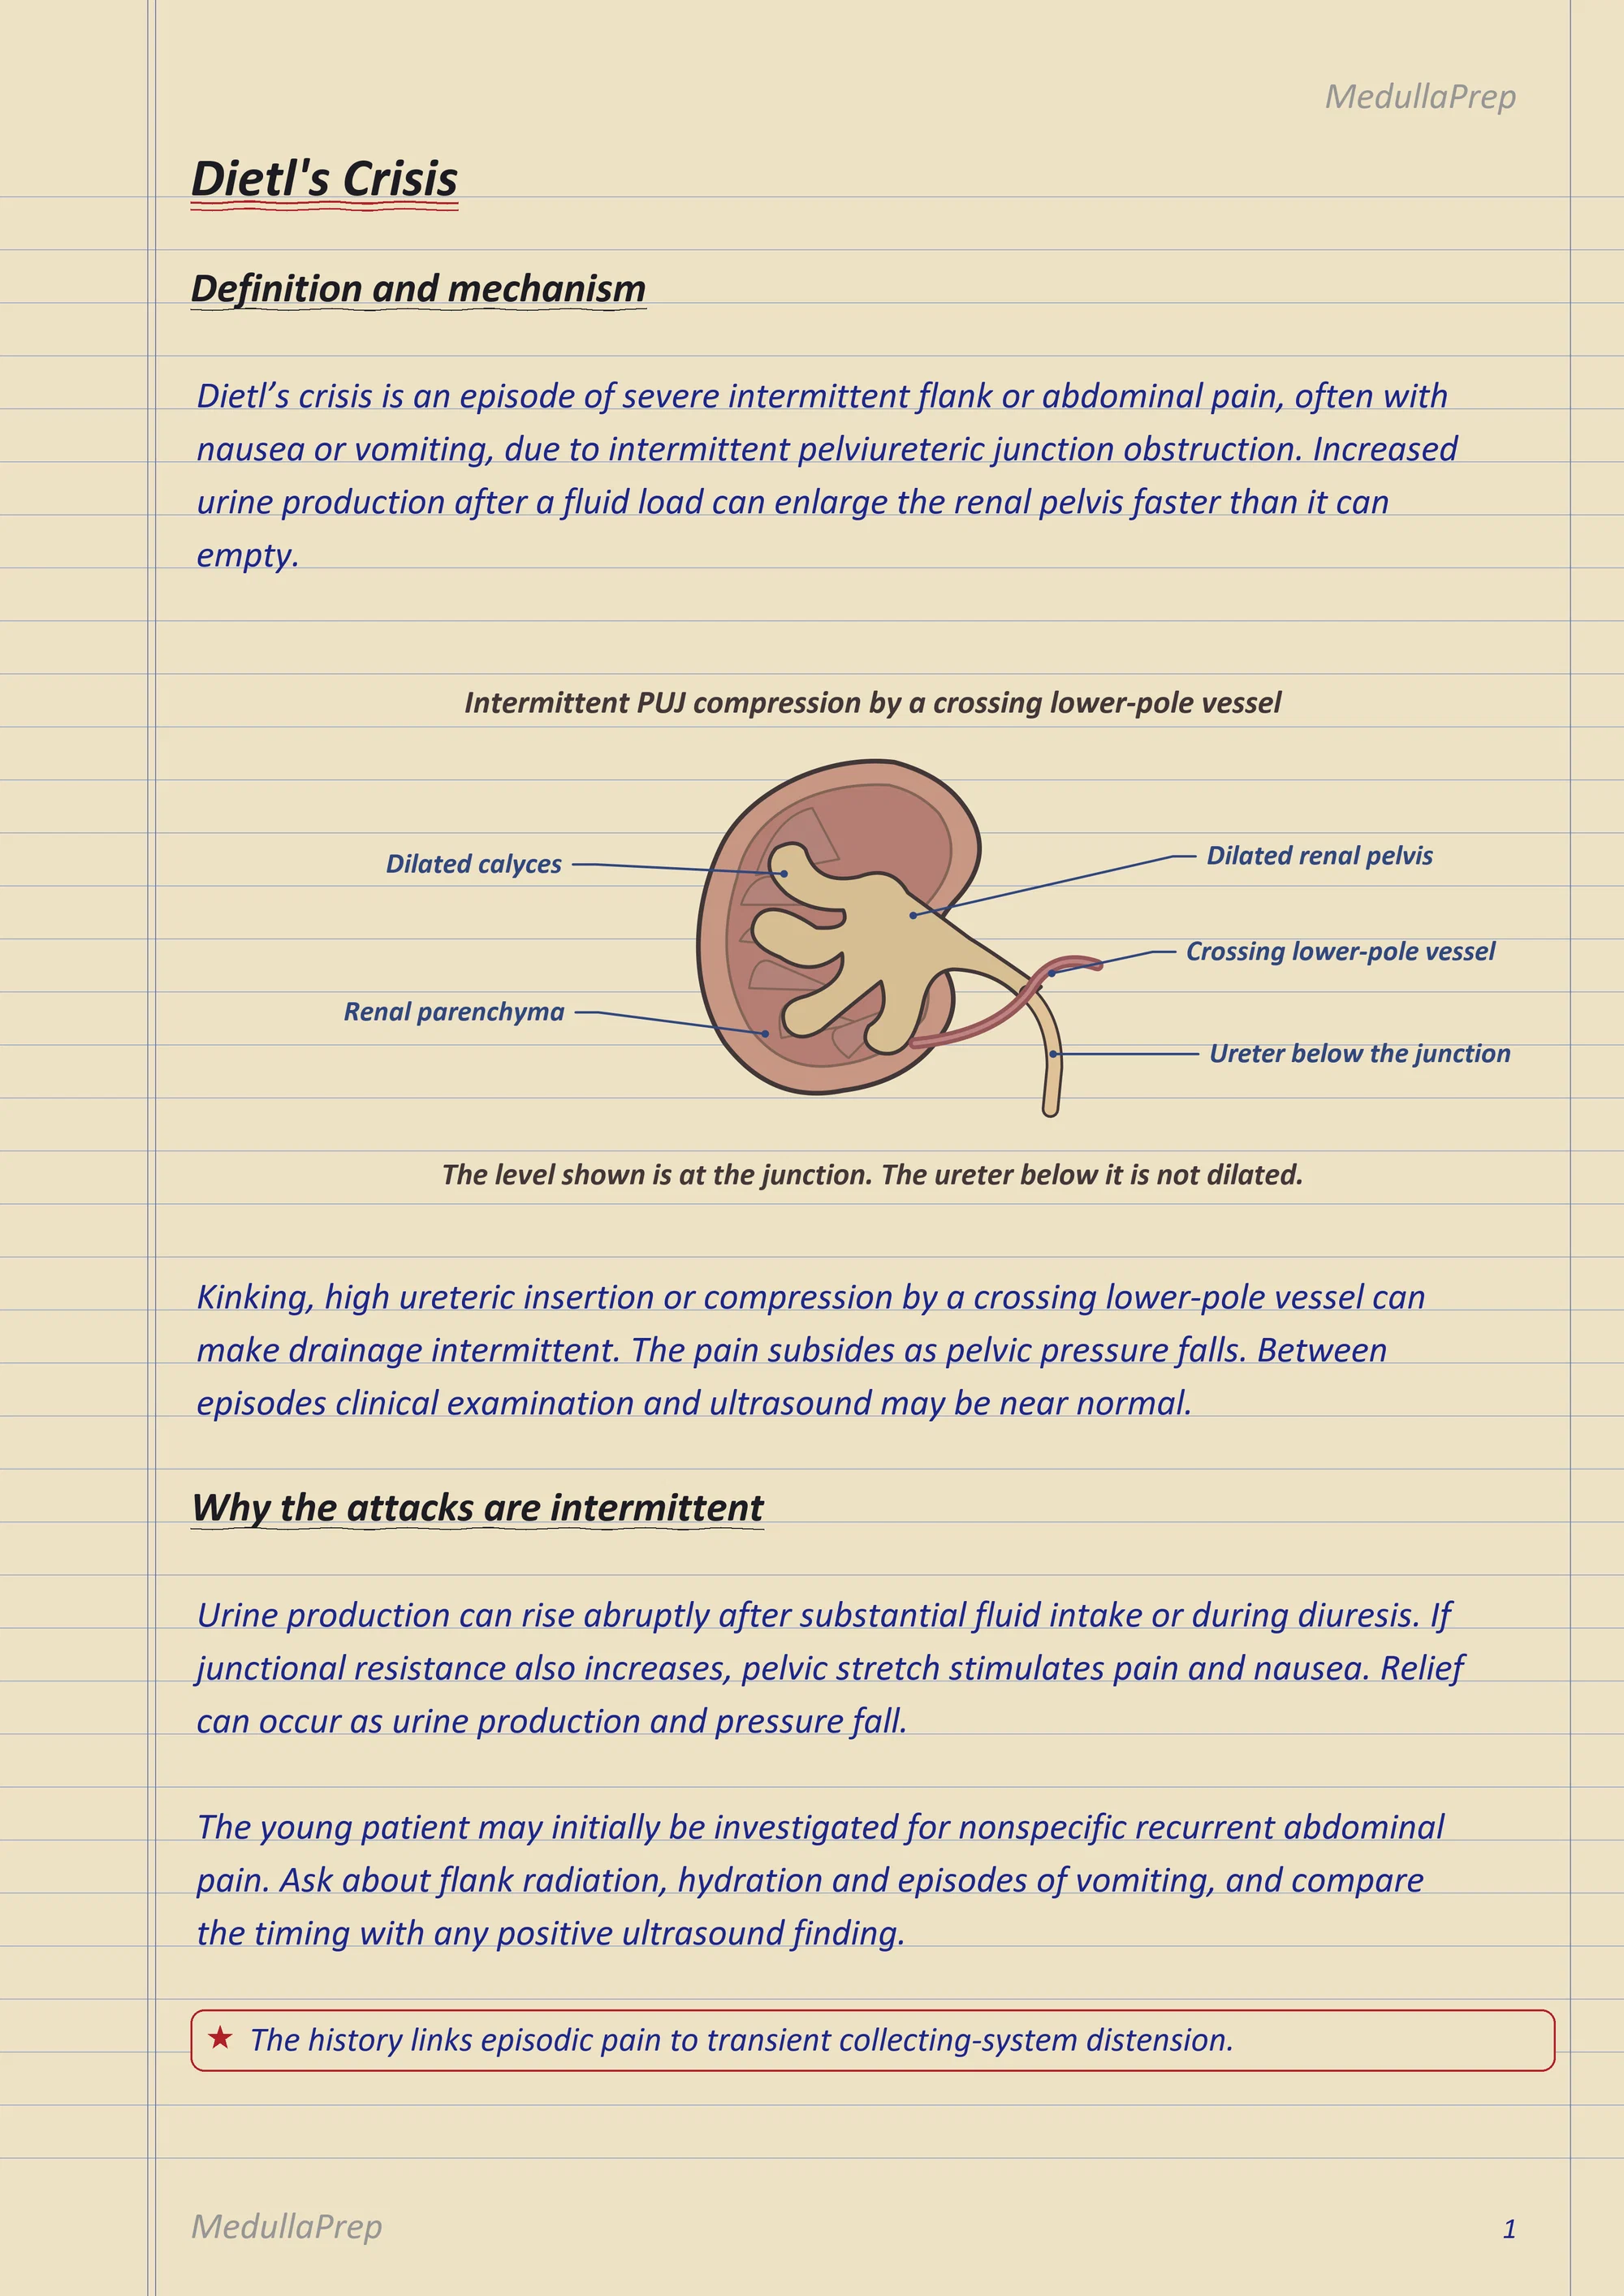 MedullaPrep
Dietl's Crisis
Definition and mechanism
Dietl’s crisis is an episode of severe intermittent flank or abdominal pain, often with
nausea or vomiting, due to intermittent pelviureteric junction obstruction. Increased
urine production after a fluid load can enlarge the renal pelvis faster than it can
empty.
Intermittent PUJ compression by a crossing lower-pole vessel
Dilated calyces
Dilated renal pelvis
Crossing lower-pole vessel
Renal parenchyma
Ureter below the junction
The level shown is at the junction. The ureter below it is not dilated.
Kinking, high ureteric insertion or compression by a crossing lower-pole vessel can
make drainage intermittent. The pain subsides as pelvic pressure falls. Between
episodes clinical examination and ultrasound may be near normal.
Why the attacks are intermittent
Urine production can rise abruptly after substantial fluid intake or during diuresis. If
junctional resistance also increases, pelvic stretch stimulates pain and nausea. Relief
can occur as urine production and pressure fall.
The young patient may initially be investigated for nonspecific recurrent abdominal
pain. Ask about flank radiation, hydration and episodes of vomiting, and compare
the timing with any positive ultrasound finding.
★ The history links episodic pain to transient collecting-system distension.
MedullaPrep
1